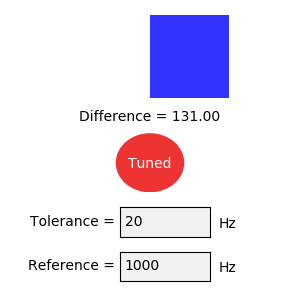 Difference = 131.00
Tuned
Tolerance = 20 Hz
Reference = 1000 Hz